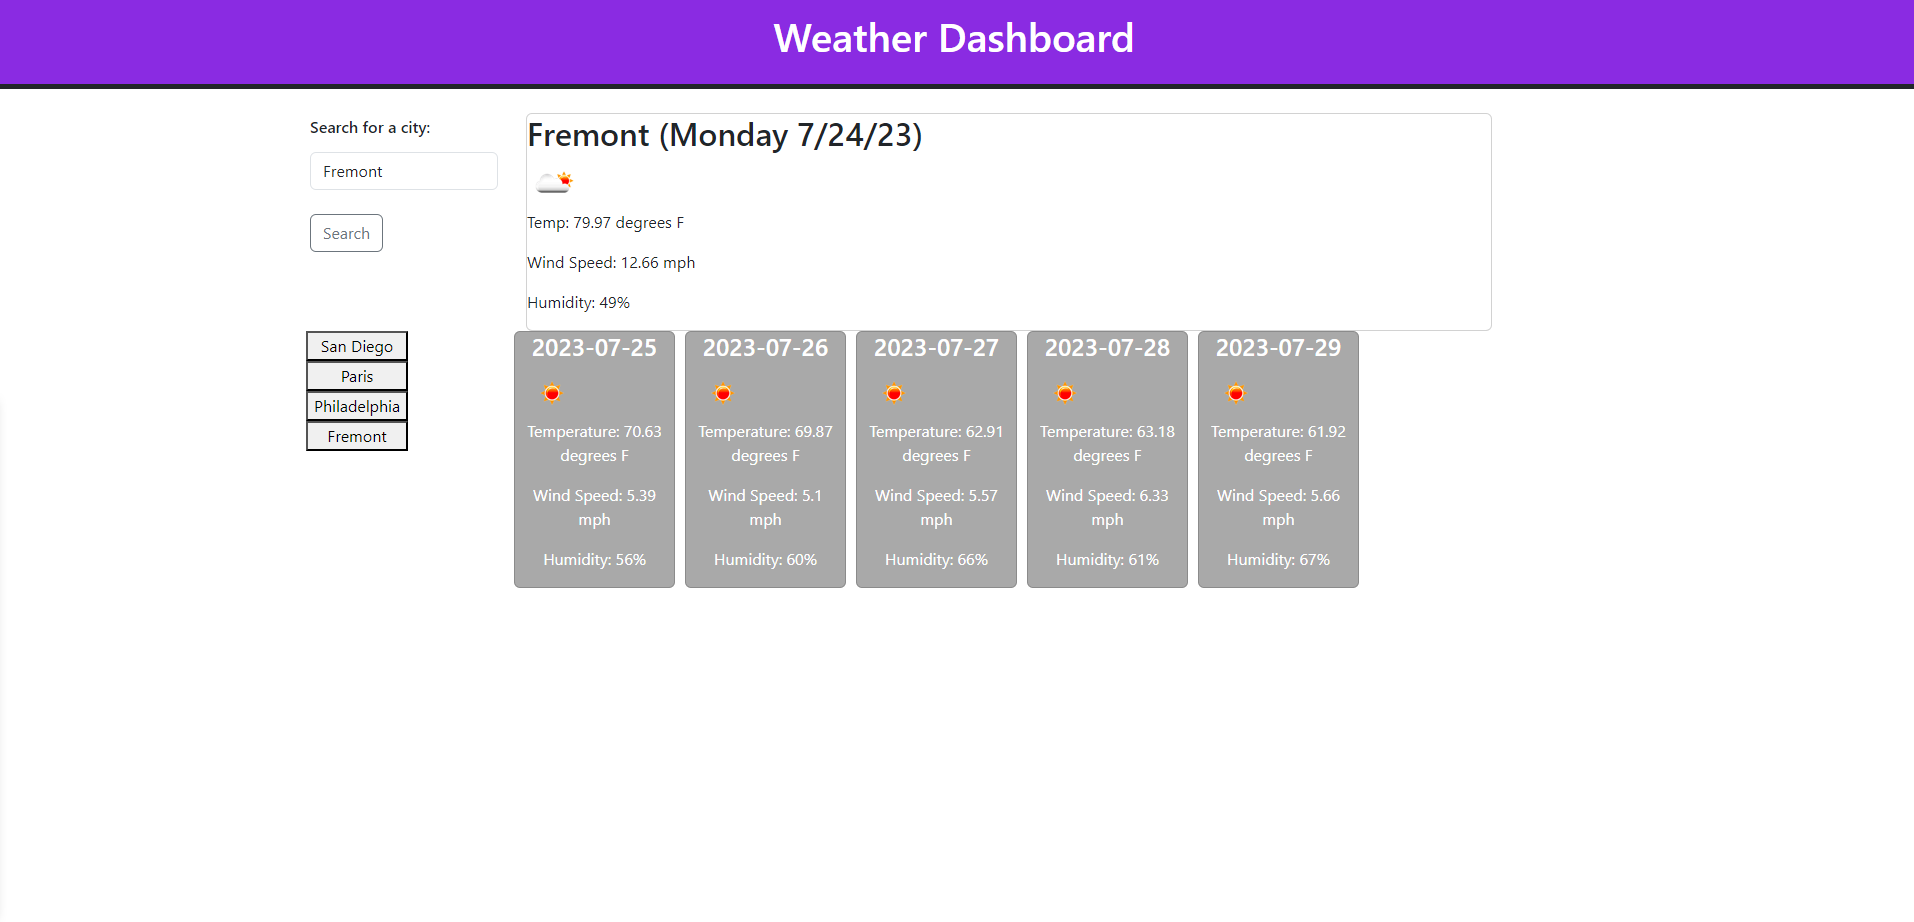 Weather Dashboard
Search for a city:
Fremont
Search
Fremont (Monday 7/24/23)
Temp: 79.97 degrees F
Wind Speed: 12.66 mph
Humidity: 49%
San Diego
Paris
Philadelphia
Fremont
2023-07-25
Temperature: 70.63
degrees F
Wind Speed: 5.39
mph
Humidity: 56%
2023-07-26
Temperature: 69.87
degrees F
Wind Speed: 5.1
mph
Humidity: 60%
2023-07-27
Temperature: 62.91
degrees F
Wind Speed: 5.57
mph
Humidity: 66%
2023-07-28
Temperature: 63.18
degrees F
Wind Speed: 6.33
mph
Humidity: 61%
2023-07-29
Temperature: 61.92
degrees F
Wind Speed: 5.66
mph
Humidity: 67%